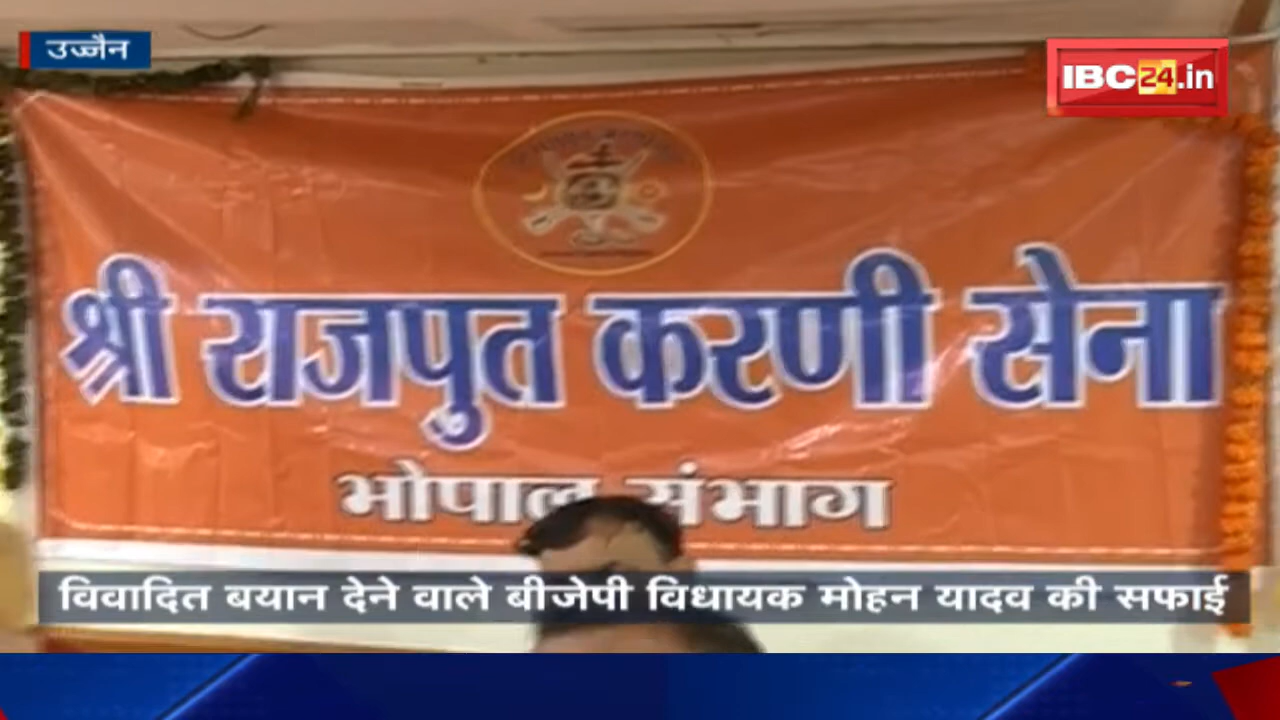 उज्जैन
IBC24.in
श्री राजपुत करणी सेना
भोपाल संभाग
विवादित बयान देने वाले बीजेपी विधायक मोहन यादव की सफाई